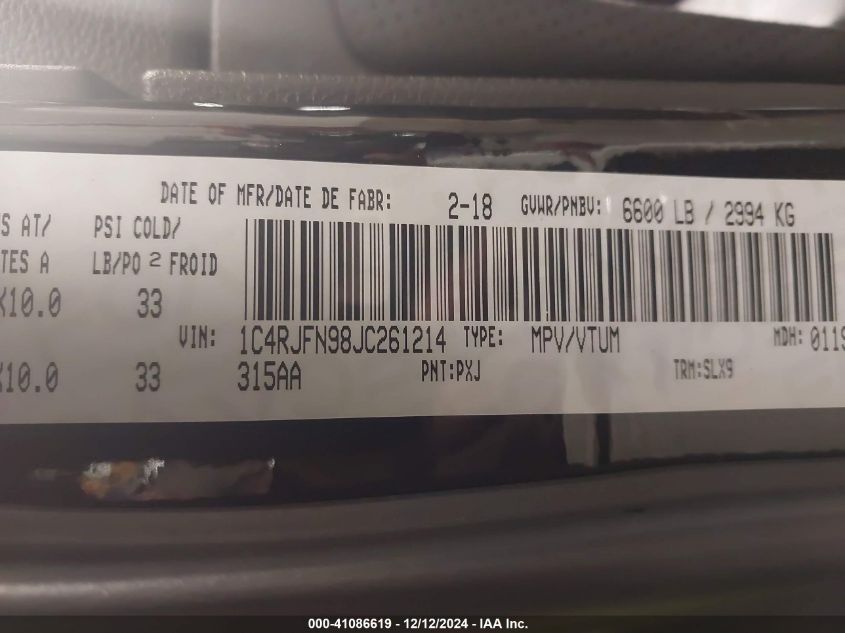 DATE OF MFR/DATE DE FABR: 2-18 GVWR/PNBV: 6600 LB / 2994 KG
S AT/ PSI COLD/
TES A LB/PO 2 FROID
X10.0 33
VIN: 1C4RJFN98JC261214 TYPE: MPV/VTUM MDH: 0119
X10.0 33 315AA PNT:PXJ TRM:SLX9
000-41086619 - 12/12/2024 - IAA Inc.